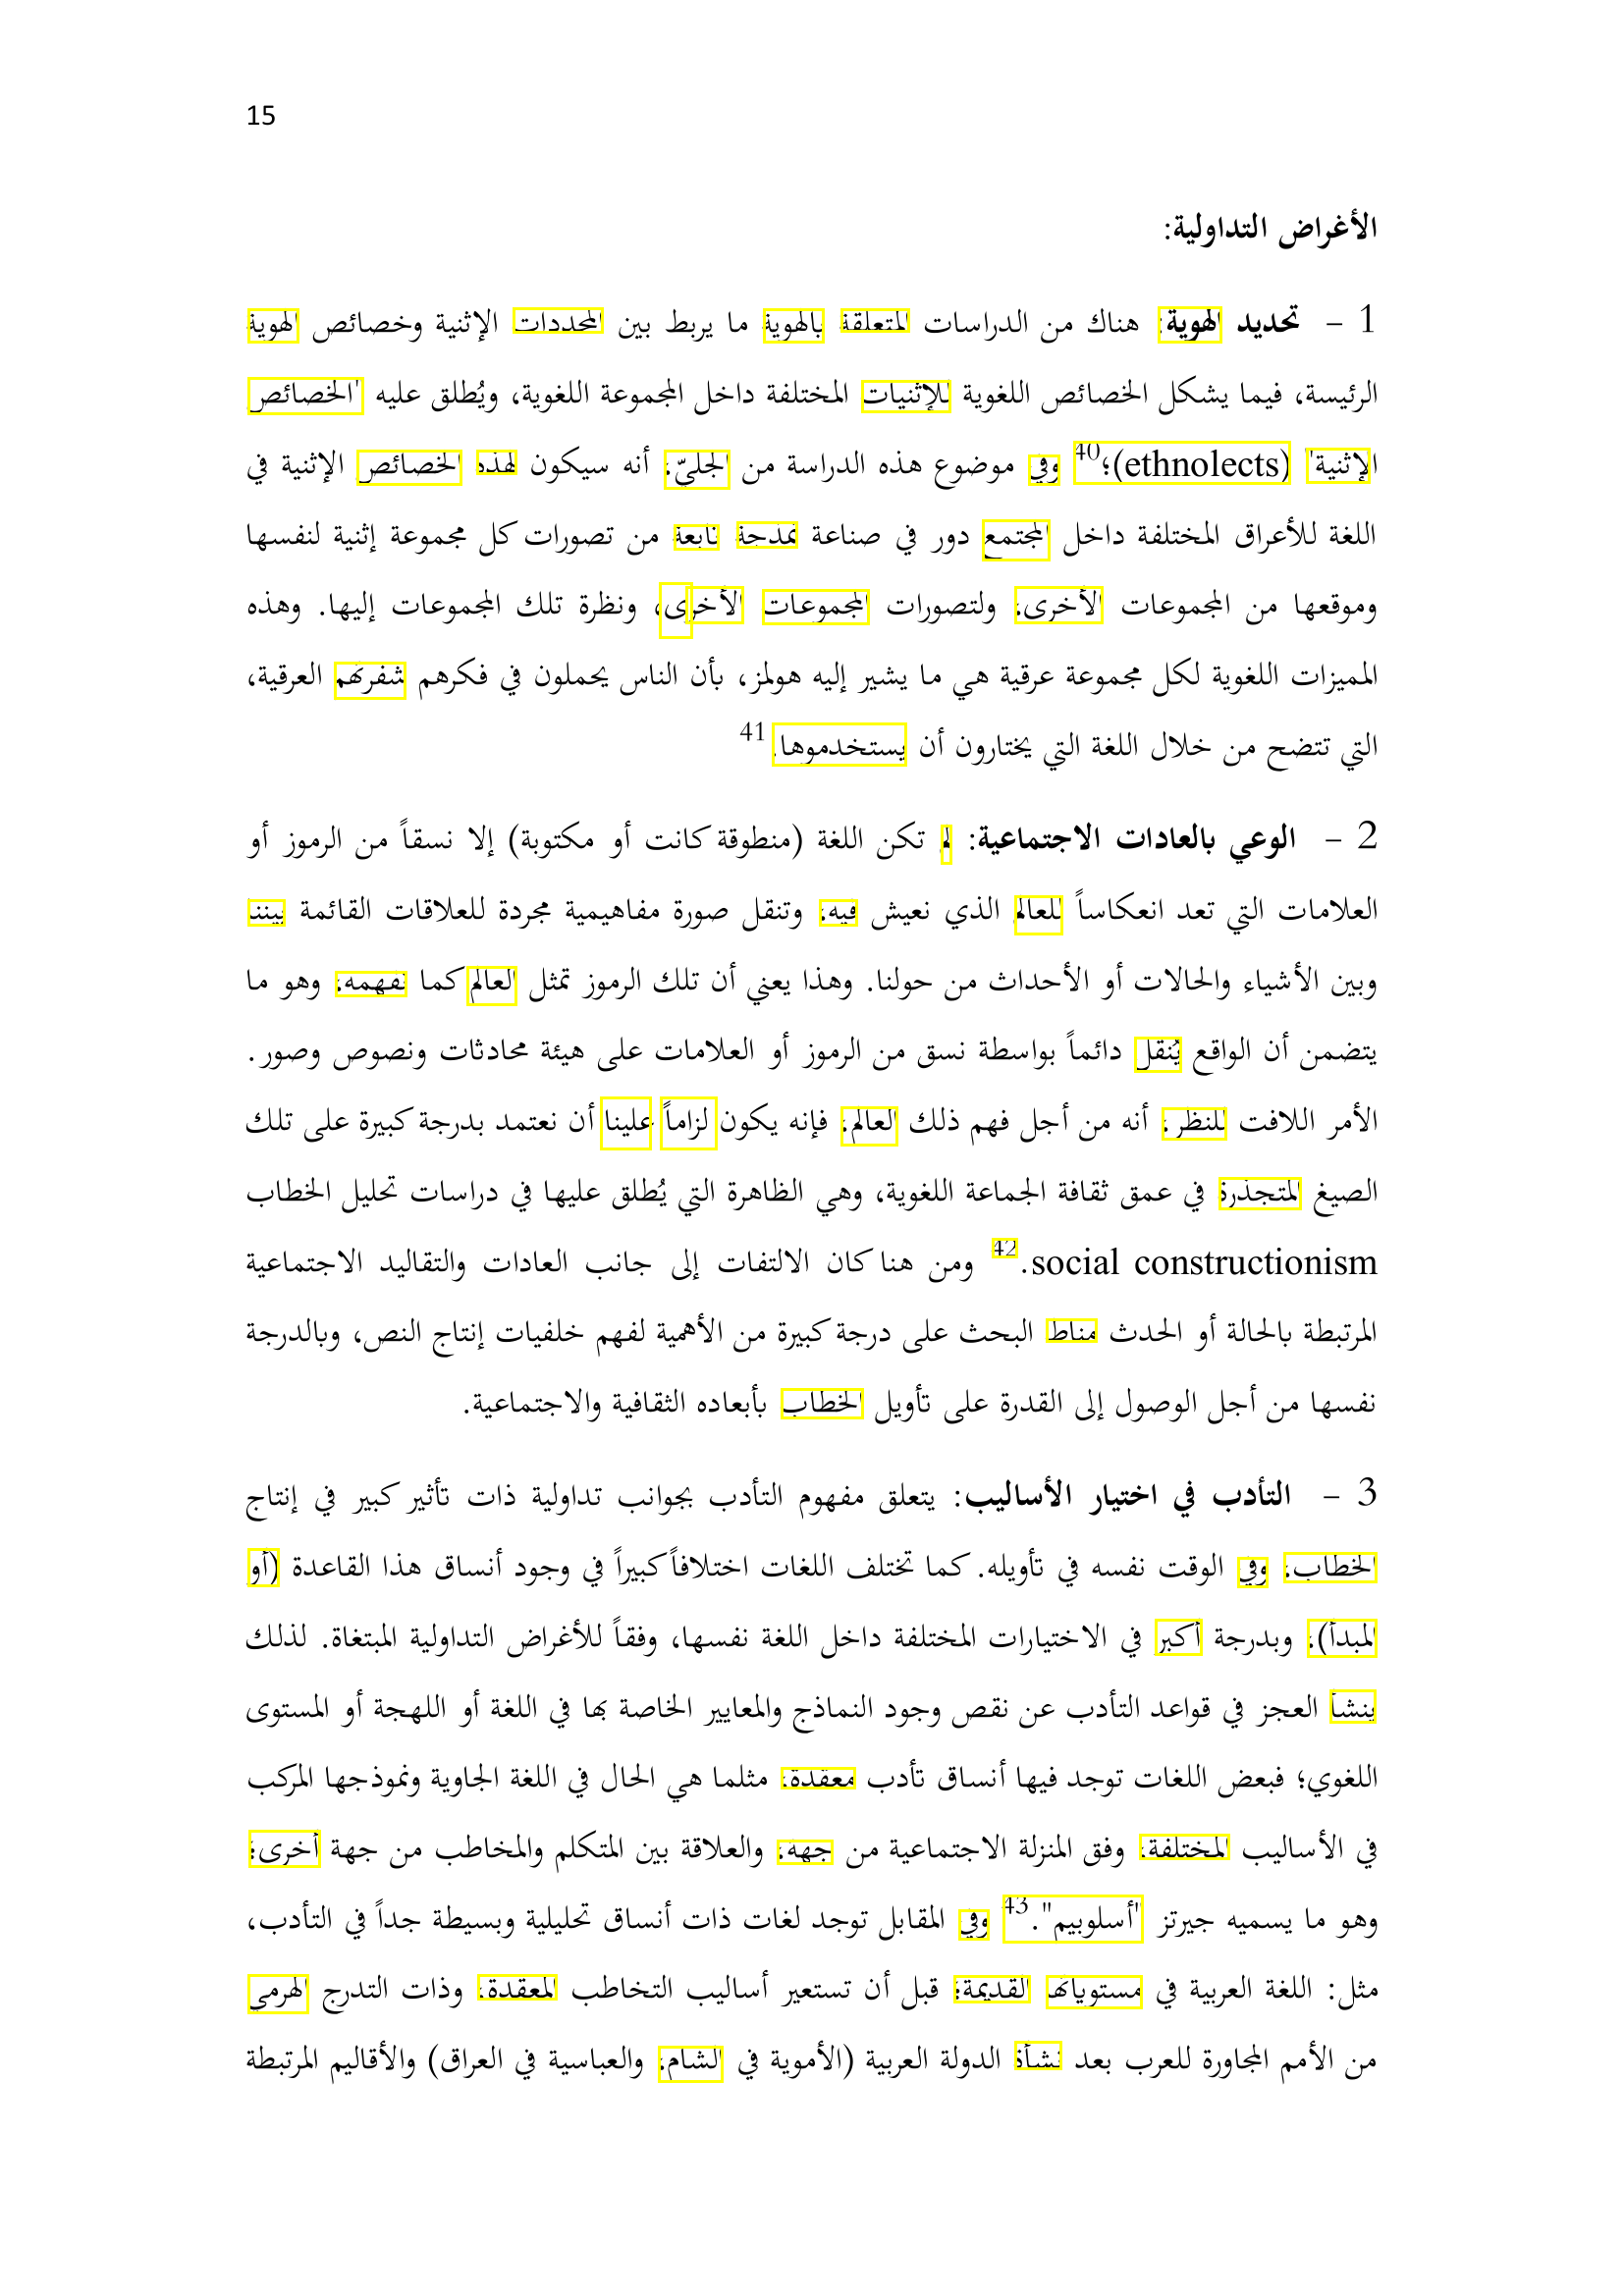 15
الأغراض التداولية:
1 – تحديد الهوية: هناك من الدراسات المتعلقة بالهوية ما يربط بين المحددات الإثنية وخصائص الهوية
الرئيسة، فيما يشكل الخصائص اللغوية للإثنيات المختلفة داخل المجموعة اللغوية، ويُطلق عليه "الخصائص
الإثنية" (ethnolects)؛40 وفي موضوع هذه الدراسة من الجليّ، أنه سيكون لهذه الخصائص الإثنية في
اللغة للأعراق المختلفة داخل المجتمع دور في صناعة نمذجة نابعة من تصورات كل مجموعة إثنية لنفسها
وموقعها من المجموعات الأخرى، ولتصورات المجموعات الأخرى، ونظرة تلك المجموعات إليها. وهذه
المميزات اللغوية لكل مجموعة عرقية هي ما يشير إليه هولمز، بأن الناس يحملون في فكرهم شفرتهم العرقية،
التي تتضح من خلال اللغة التي يختارون أن يستخدموها.41
2 – الوعي بالعادات الاجتماعية: لم تكن اللغة (منطوقة كانت أو مكتوبة) إلا نسقاً من الرموز أو
العلامات التي تعد انعكاساً للعالم الذي نعيش فيه، وتنقل صورة مفاهيمية مجردة للعلاقات القائمة بيننا
وبين الأشياء والحالات أو الأحداث من حولنا. وهذا يعني أن تلك الرموز تمثل العالم كما نفهمه، وهو ما
يتضمن أن الواقع يُنقل دائماً بواسطة نسق من الرموز أو العلامات على هيئة محادثات ونصوص وصور.
الأمر اللافت للنظر، أنه من أجل فهم ذلك العالم، فإنه يكون لزاماً علينا أن نعتمد بدرجة كبيرة على تلك
الصيغ المتجذرة في عمق ثقافة الجماعة اللغوية، وهي الظاهرة التي يُطلق عليها في دراسات تحليل الخطاب
social constructionism.42 ومن هنا كان الالتفات إلى جانب العادات والتقاليد الاجتماعية
المرتبطة بالحالة أو الحدث مناط البحث على درجة كبيرة من الأهمية لفهم خلفيات إنتاج النص، وبالدرجة
نفسها من أجل الوصول إلى القدرة على تأويل الخطاب بأبعاده الثقافية والاجتماعية.
3 – التأدب في اختيار الأساليب: يتعلق مفهوم التأدب بجوانب تداولية ذات تأثير كبير في إنتاج
الخطاب، وفي الوقت نفسه في تأويله. كما تختلف اللغات اختلافاً كبيراً في وجود أنساق هذا القاعدة (أو
المبدأ)، وبدرجة أكبر في الاختيارات المختلفة داخل اللغة نفسها، وفقاً للأغراض التداولية المبتغاة. لذلك
ينشأ العجز في قواعد التأدب عن نقص وجود النماذج والمعايير الخاصة بها في اللغة أو اللهجة أو المستوى
اللغوي؛ فبعض اللغات توجد فيها أنساق تأدب معقدة، مثلما هي الحال في اللغة الجاوية ونموذجها المركب
في الأساليب المختلفة، وفق المنزلة الاجتماعية من جهة، والعلاقة بين المتكلم والمخاطب من جهة أخرى؛
وهو ما يسميه جيرتز "أسلوبيم".43 وفي المقابل توجد لغات ذات أنساق تحليلية وبسيطة جداً في التأدب،
مثل: اللغة العربية في مستوياتها القديمة؛ قبل أن تستعير أساليب التخاطب المعقدة، وذات التدرج الهرمي
من الأمم المجاورة للعرب بعد نشأة الدولة العربية (الأموية في الشام، والعباسية في العراق) والأقاليم المرتبطة